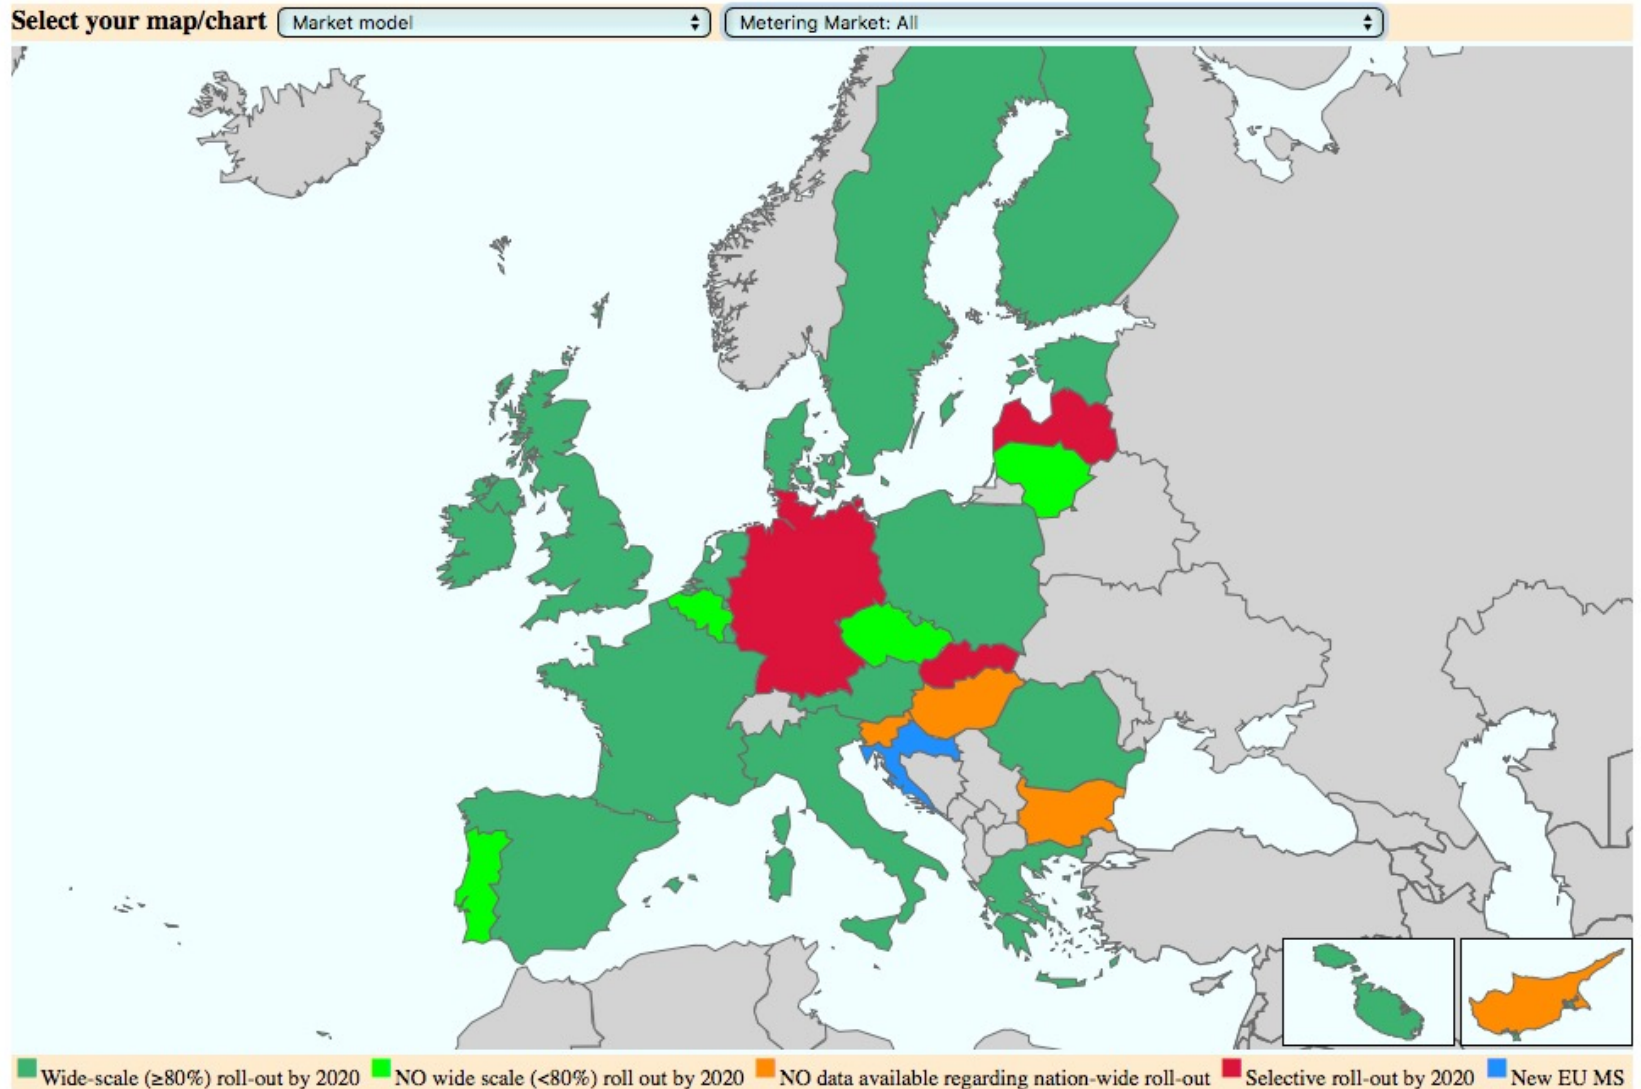 Select your map/chart Market model Metering Market: All
Wide-scale (≥80%) roll-out by 2020 NO wide scale (<80%) roll out by 2020 NO data available regarding nation-wide roll-out Selective roll-out by 2020 New EU MS